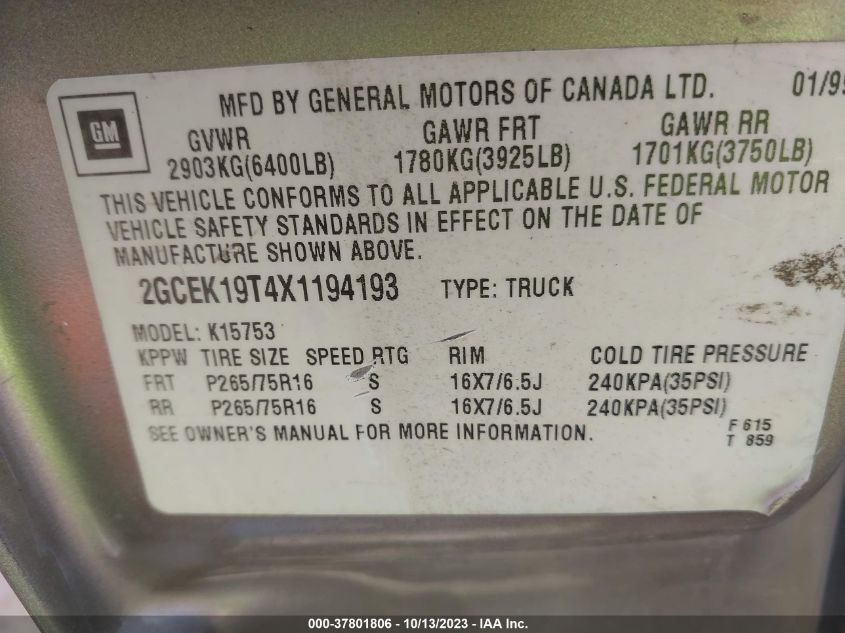 MFD BY GENERAL MOTORS OF CANADA LTD. 01/99
GM
GVWR GAWR FRT GAWR RR
2903KG(6400LB) 1780KG(3925LB) 1701KG(3750LB)
THIS VEHICLE CONFORMS TO ALL APPLICABLE U.S. FEDERAL MOTOR
VEHICLE SAFETY STANDARDS IN EFFECT ON THE DATE OF
MANUFACTURE SHOWN ABOVE.
2GCEK19T4X1194193 TYPE: TRUCK
MODEL: K15753
KPPW TIRE SIZE SPEED RTG RIM COLD TIRE PRESSURE
FRT P265/75R16 S 16X7/6.5J 240KPA(35PSI)
RR P265/75R16 S 16X7/6.5J 240KPA(35PSI)
SEE OWNER'S MANUAL FOR MORE INFORMATION.
F 615
T 859
000-37801806 - 10/13/2023 - IAA Inc.